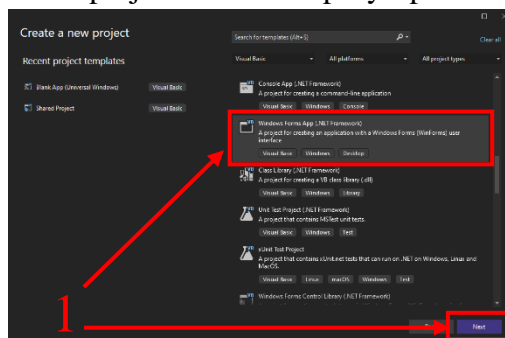 Create a new project
Search for templates (Alt+S)
Clear all
Recent project templates
Visual Basic
All platforms
All project types
Blank App (Universal Windows)
Visual Basic
Shared Project
Visual Basic
Console App (.NET Framework)
A project for creating a command-line application
Visual Basic Windows Console
Windows Forms App (.NET Framework)
A project for creating an application with a Windows Forms (WinForms) user
interface
Visual Basic Windows Desktop
Class Library (.NET Framework)
A project for creating a VB class library (.dll)
Visual Basic Windows Library
Unit Test Project (.NET Framework)
A project that contains MSTest unit tests.
Visual Basic Windows Test
xUnit Test Project
A project that contains xUnit.net tests that can run on .NET on Windows, Linux and
MacOS.
Visual Basic Linux macOS Windows Test
Windows Forms Control Library (.NET Framework)
1
Next